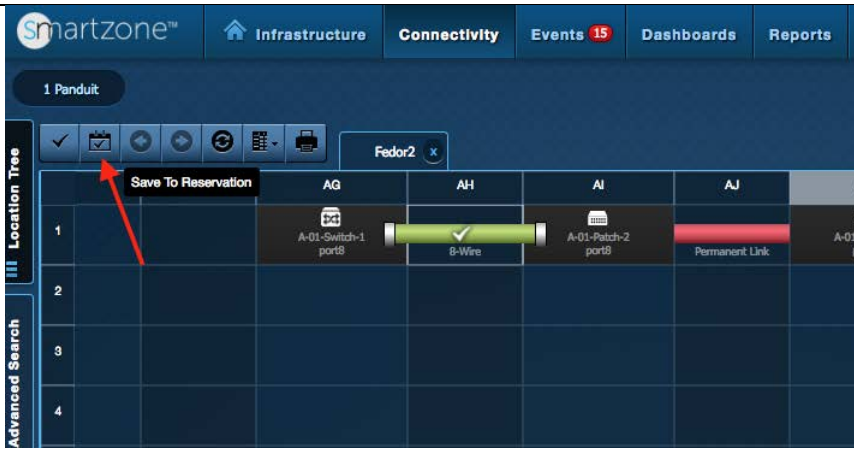 Smartzone™ Infrastructure Connectivity Events 15 Dashboards Reports
1 Panduit
Fedor2 x
Save To Reservation
AG AH AI AJ
Location Tree
1
A-01-Switch-1
port8
8-Wire
A-01-Patch-2
port8
Permanent Link
2
Advanced Search
3
4